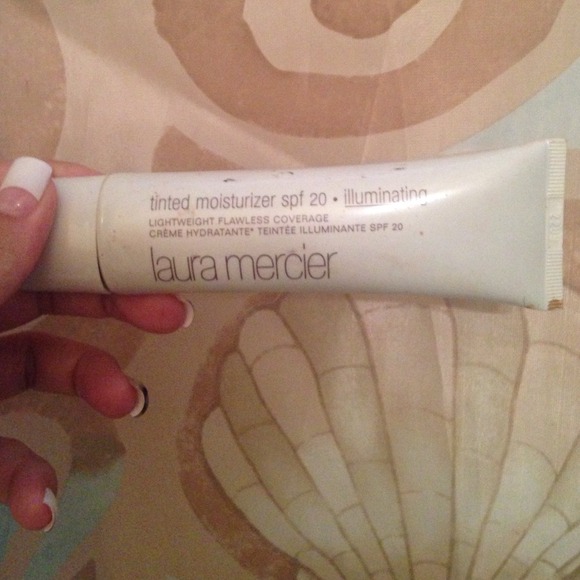 tinted moisturizer spf 20 • illuminating
LIGHTWEIGHT FLAWLESS COVERAGE
CRÈME HYDRATANTE* TEINTÉE ILLUMINANTE SPF 20
laura mercier